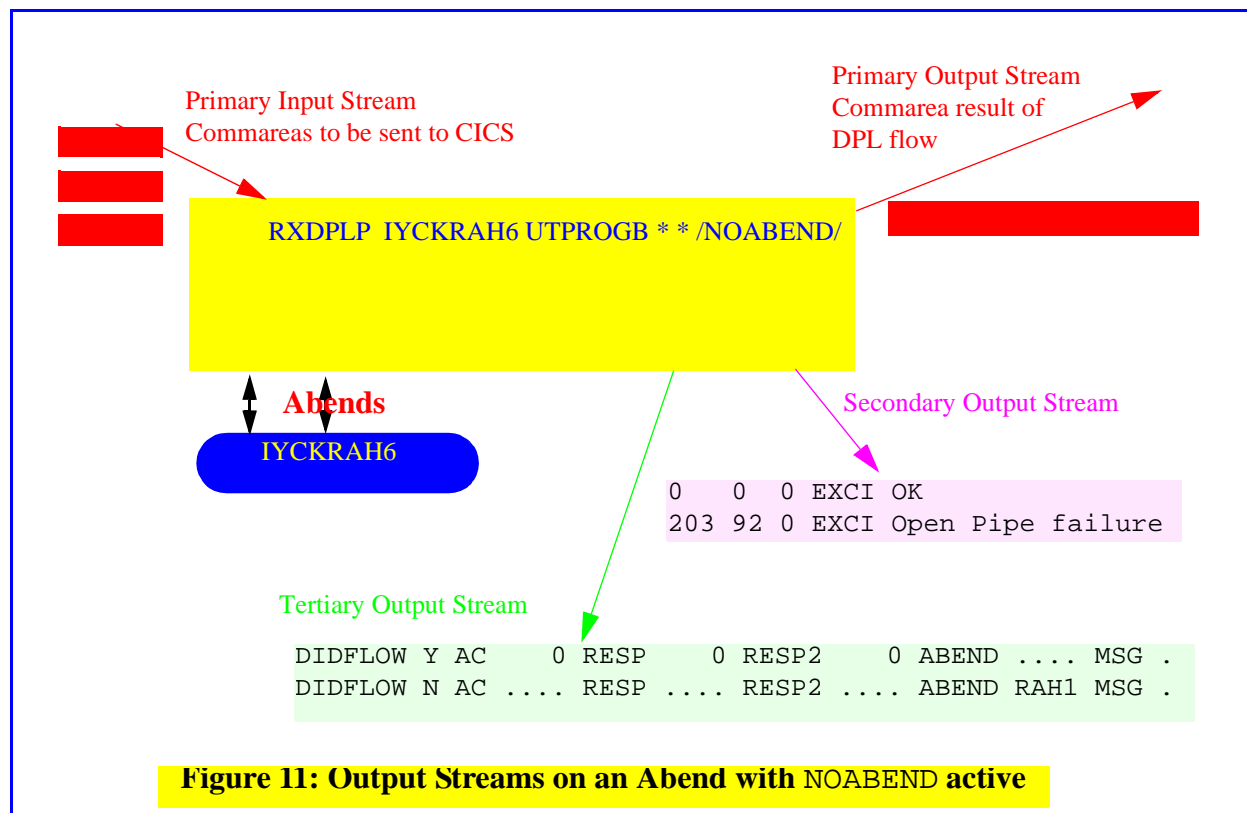 Primary Input Stream
Commareas to be sent to CICS
Primary Output Stream
Commarea result of
DPL flow
RXDPLP IYCKRAH6 UTPROGB * * /NOABEND/
Abends
IYCKRAH6
Secondary Output Stream
0   0  0 EXCI OK
203 92 0 EXCI Open Pipe failure
Tertiary Output Stream
DIDFLOW Y AC    0 RESP    0 RESP2    0 ABEND .... MSG .
DIDFLOW N AC .... RESP .... RESP2 .... ABEND RAH1 MSG .
Figure 11: Output Streams on an Abend with NOABEND active